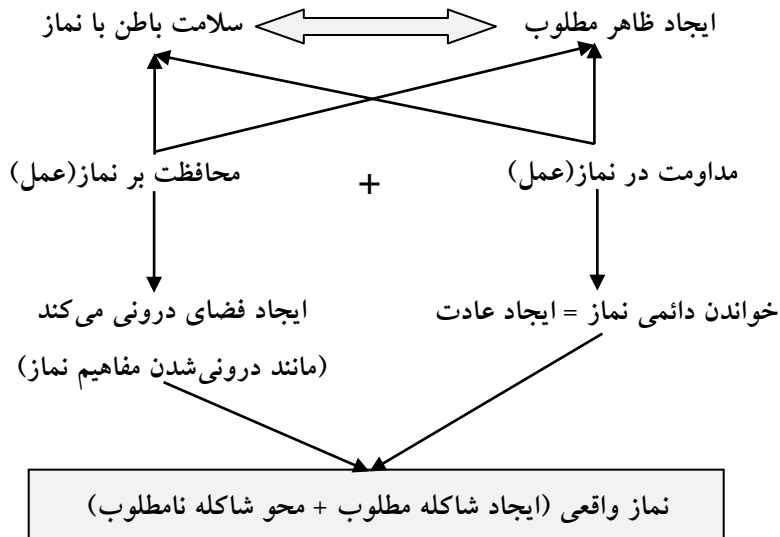 ایجاد ظاهر مطلوب
سلامت باطن با نماز
مداومت در نماز(عمل)
+
محافظت بر نماز(عمل)
خواندن دائمی نماز = ایجاد عادت
ایجاد فضای درونی می‌کند
(مانند درونی‌شدن مفاهیم نماز)
نماز واقعی (ایجاد شاکله مطلوب + محو شاکله نامطلوب)